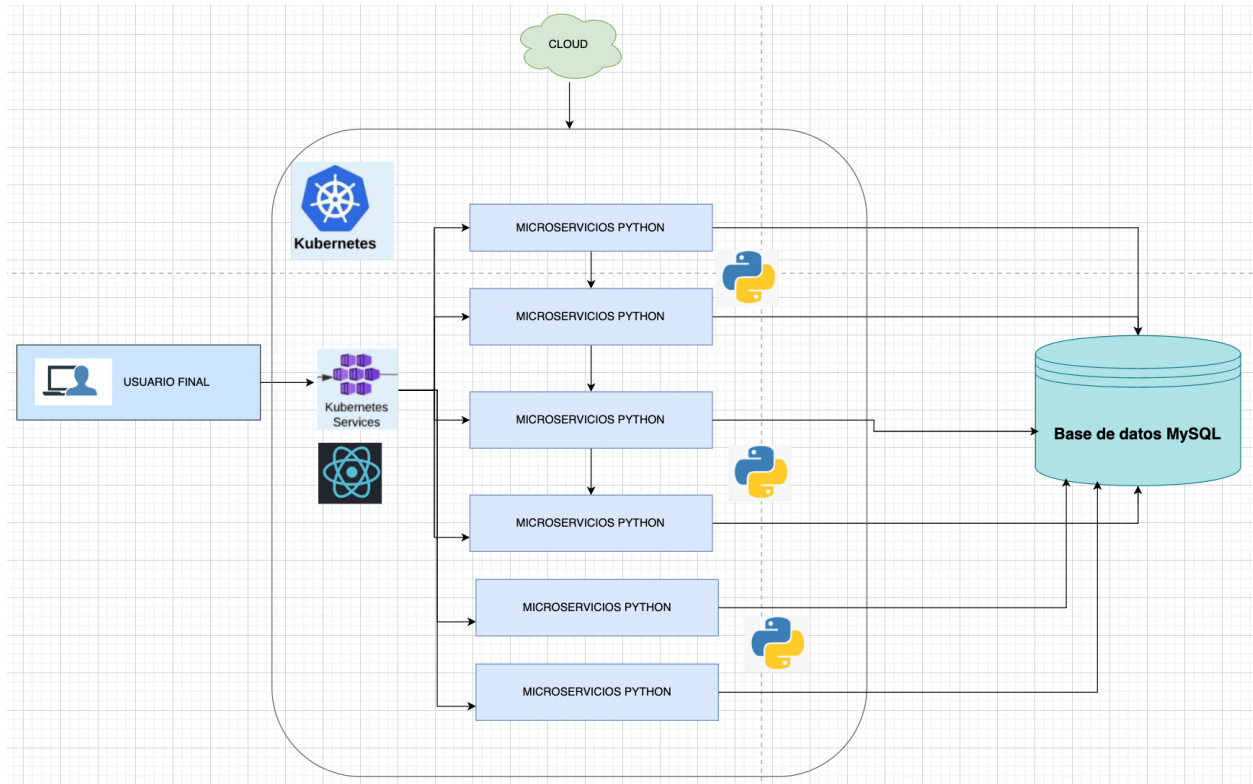 CLOUD
Kubernetes
MICROSERVICIOS PYTHON
MICROSERVICIOS PYTHON
USUARIO FINAL
Kubernetes
Services
MICROSERVICIOS PYTHON
Base de datos MySQL
MICROSERVICIOS PYTHON
MICROSERVICIOS PYTHON
MICROSERVICIOS PYTHON